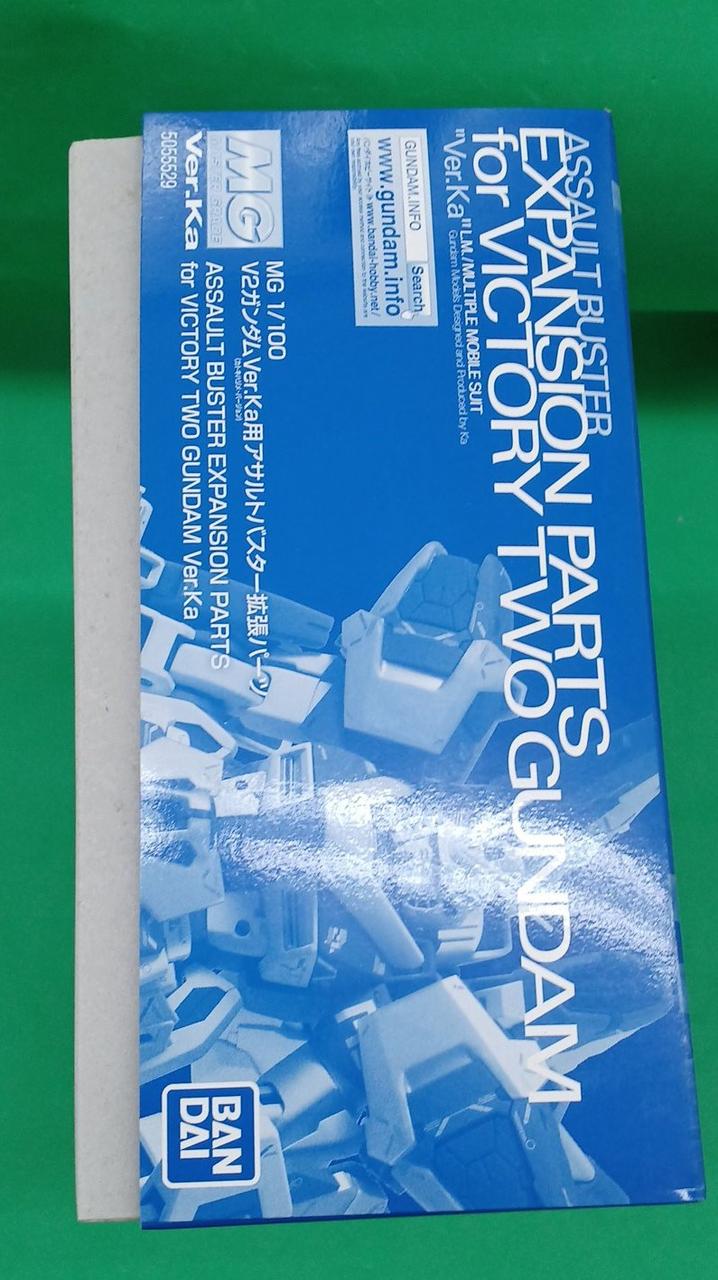 ASSAULT BUSTER
EXPANSION PARTS
for VICTORY TWO GUNDAM
"Ver.Ka" L.M./MULTIPLE MOBILE SUIT
Gundam Models Designed and Produced by Ka
GUNDAM.INFO Search
www.gundam.info
www.bandai-hobby.net/
MG
MASTER GRADE
Ver.Ka
5055529
MG 1/100
V2ガンダムVer.Ka用アサルトバスター拡張パーツ
ASSAULT BUSTER EXPANSION PARTS
for VICTORY TWO GUNDAM Ver.Ka
BAN
DAI